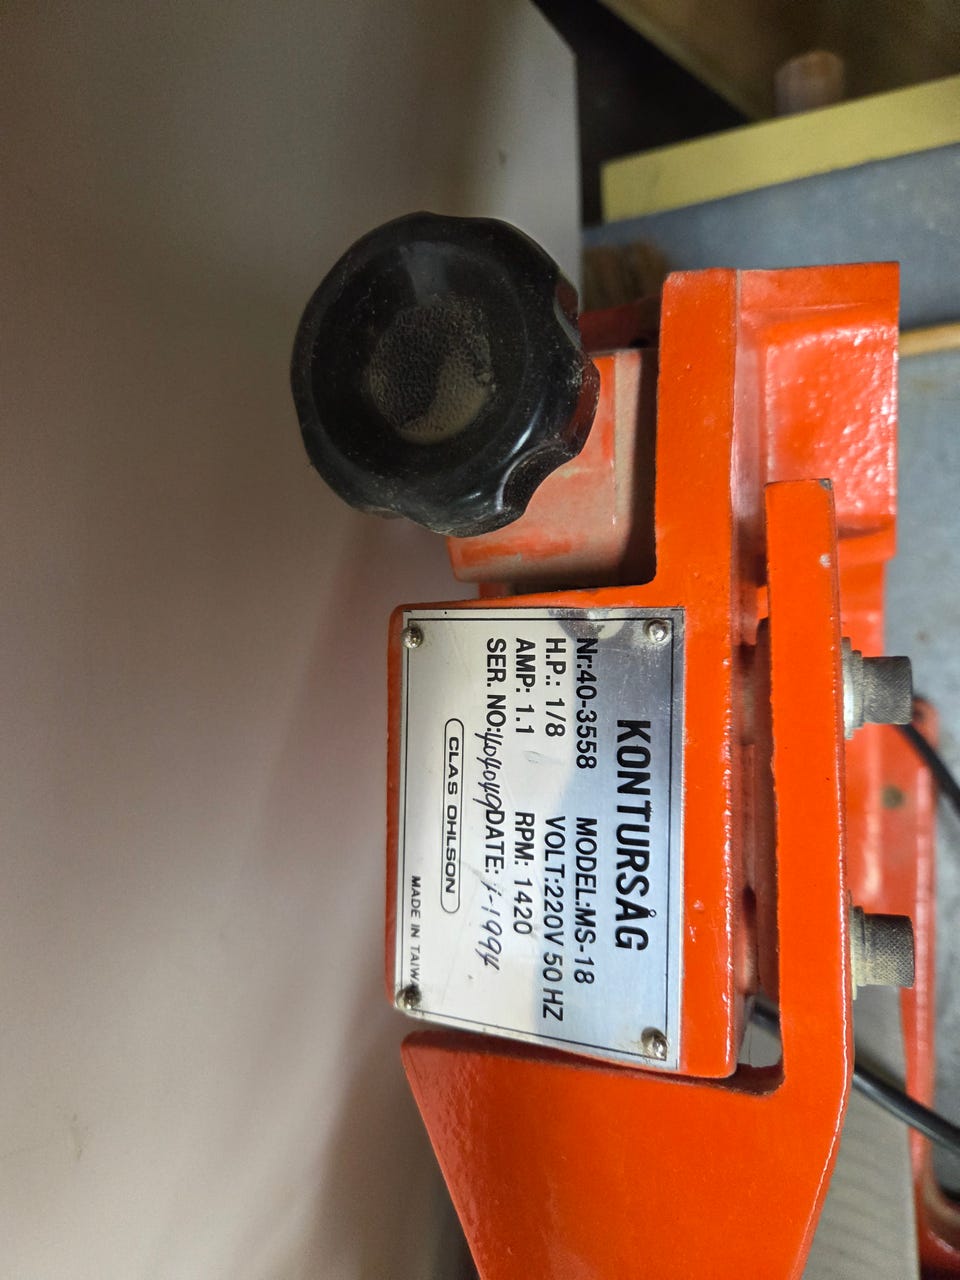 KONTURSÅG
Nr:40-3558 MODEL:MS-18
H.P.: 1/8 VOLT:220V 50 HZ
AMP: 1.1 RPM: 1420
SER. NO: DATE: 1-1994
CLAS OHLSON
MADE IN